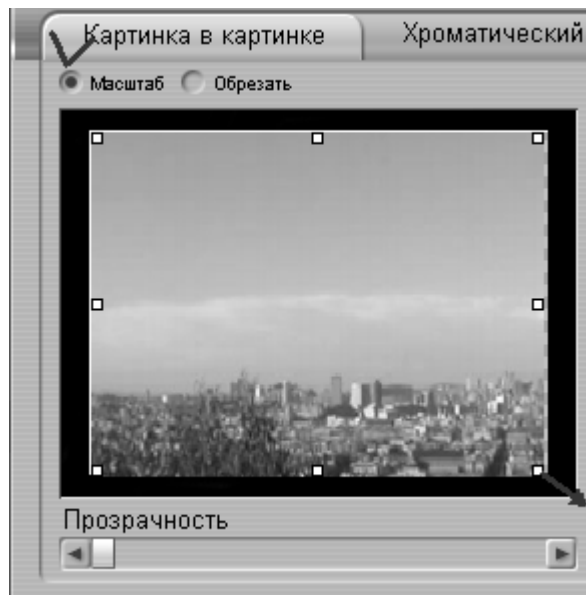 Картинка в картинке Хроматический
Масштаб Обрезать
Прозрачность